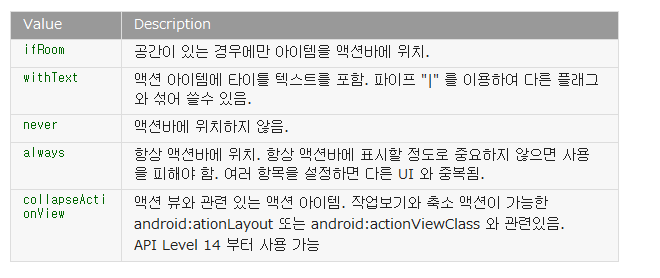 Value Description
ifRoom 공간이 있는 경우에만 아이템을 액션바에 위치.
withText 액션 아이템에 타이틀 텍스트를 포함. 파이프 "|" 를 이용하여 다른 플래그
와 섞어 쓸수 있음.
never 액션바에 위치하지 않음.
always 항상 액션바에 위치. 항상 액션바에 표시할 정도로 중요하지 않으면 사용
을 피해야 함. 여러 항목을 설정하면 다른 UI 와 중복됨.
collapseActi
onView
액션 뷰와 관련 있는 액션 아이템. 작업보기와 축소 액션이 가능한
android:ationLayout 또는 android:actionViewClass 와 관련있음.
API Level 14 부터 사용 가능